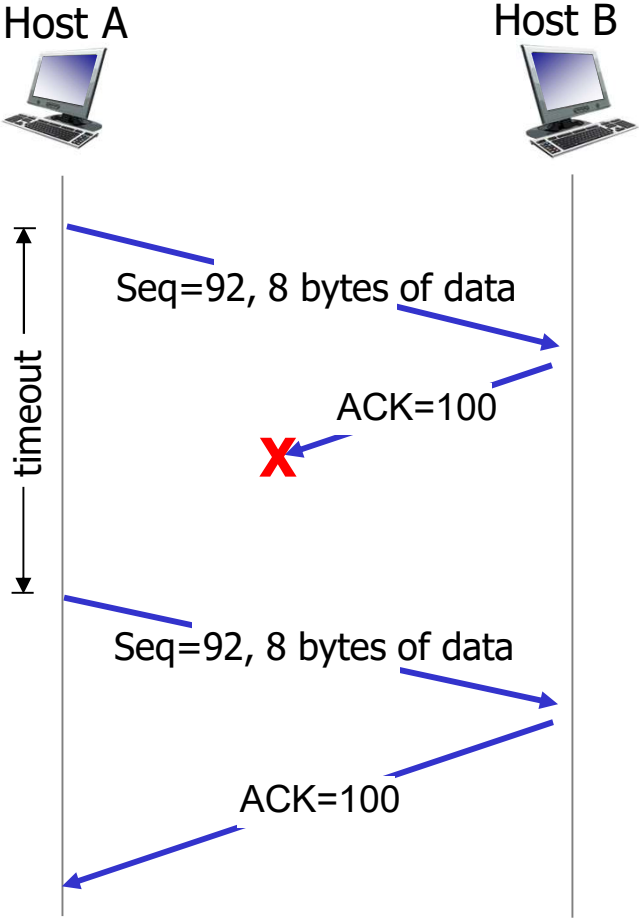 Host A
Host B
Seq=92, 8 bytes of data
timeout
ACK=100
X
Seq=92, 8 bytes of data
ACK=100